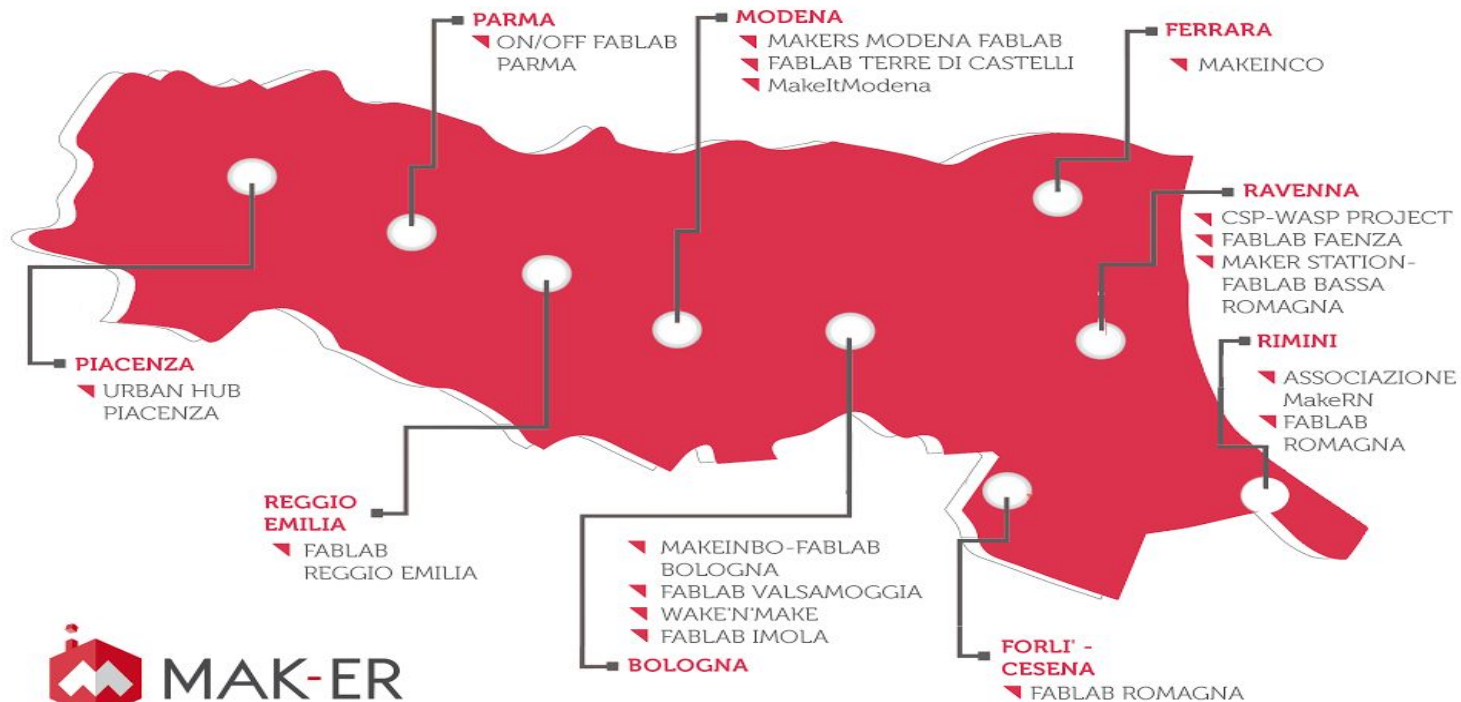 PARMA
ON/OFF FABLAB
PARMA
MODENA
MAKERS MODENA FABLAB
FABLAB TERRE DI CASTELLI
MakeItModena
FERRARA
MAKEINCO
RAVENNA
CSP-WASP PROJECT
FABLAB FAENZA
MAKER STATION-
FABLAB BASSA
ROMAGNA
PIACENZA
URBAN HUB
PIACENZA
RIMINI
ASSOCIAZIONE
MakeRN
FABLAB
ROMAGNA
REGGIO
EMILIA
FABLAB
REGGIO EMILIA
MAKEINBO-FABLAB
BOLOGNA
FABLAB VALSAMOGGIA
WAKE'N'MAKE
FABLAB IMOLA
BOLOGNA
FORLI' -
CESENA
FABLAB ROMAGNA
MAK-ER